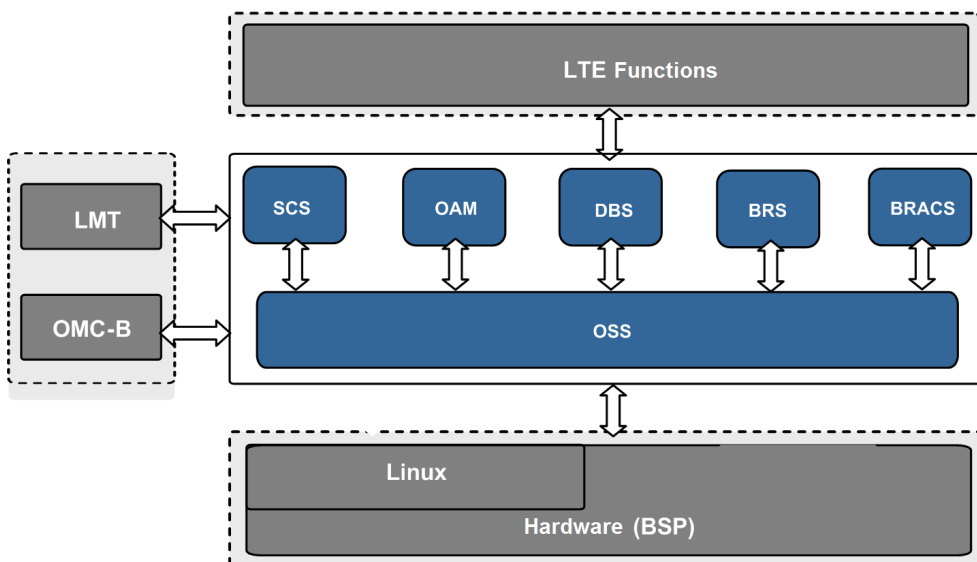 LTE Functions
SCS
OAM
DBS
BRS
BRACS
LMT
OMC-B
OSS
Linux
Hardware (BSP)